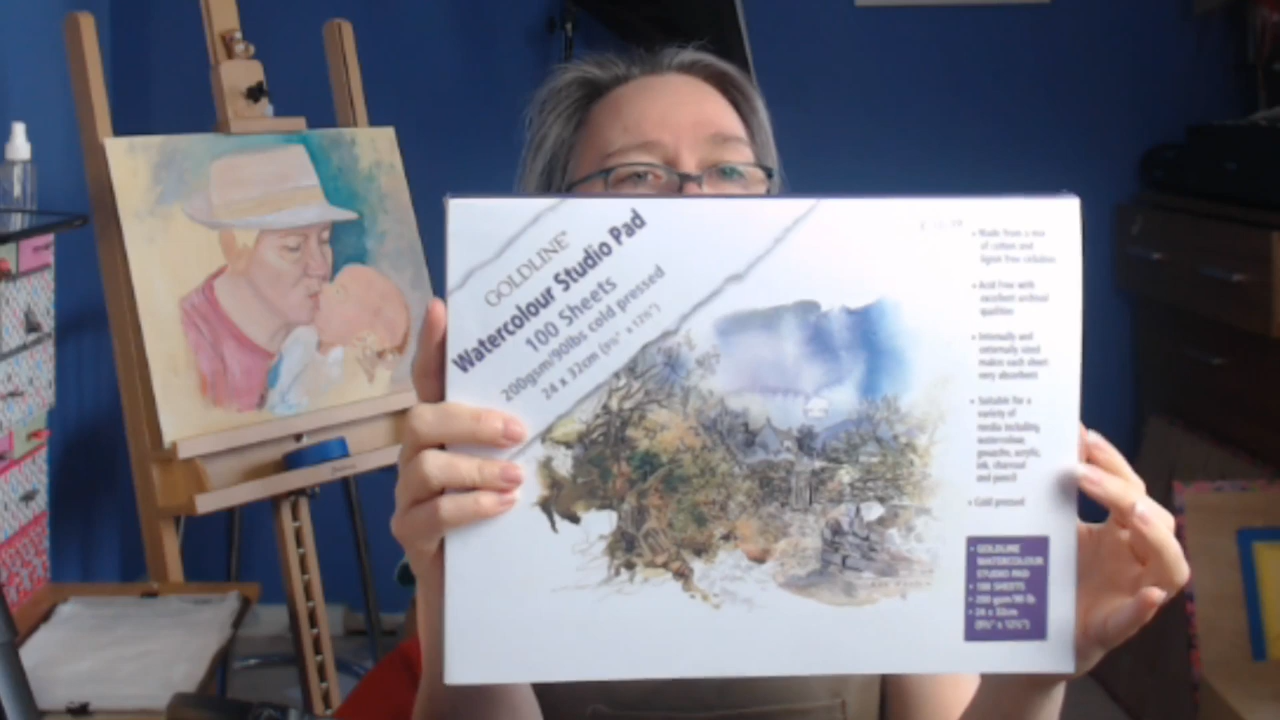 GOLDLINE
Watercolour Studio Pad
100 Sheets
200gsm/90lbs cold pressed
24 x 32cm (9½" x 12½")
• Made from a mix
of cotton and
lignin free cellulose
• Acid Free with
excellent archival
qualities
• Internally and
externally sized
makes each sheet
very absorbent
• Suitable for a
variety of
media including
watercolour,
gouache, acrylic,
ink, charcoal
and pencil
• Cold pressed
• GOLDLINE
WATERCOLOUR
STUDIO PAD
• 100 SHEETS
• 200 gsm/90 lb
• 24 x 32cm
(9½" x 12½")